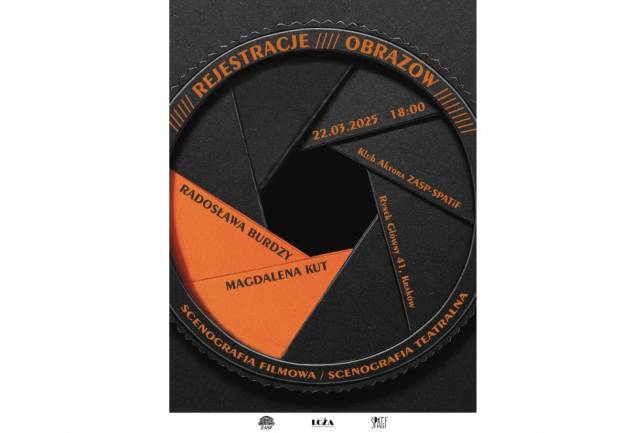 ///// REJESTRACJE //// OBRAZÓW //////////
22.03.2025 18:00
Klub Aktora ZASP-SPATiF
Rynek Główny 41, Kraków
RADOSŁAWA BURDZY
MAGDALENA KUT
SCENOGRAFIA FILMOWA / SCENOGRAFIA TEATRALNA
ZASP
LOŻA